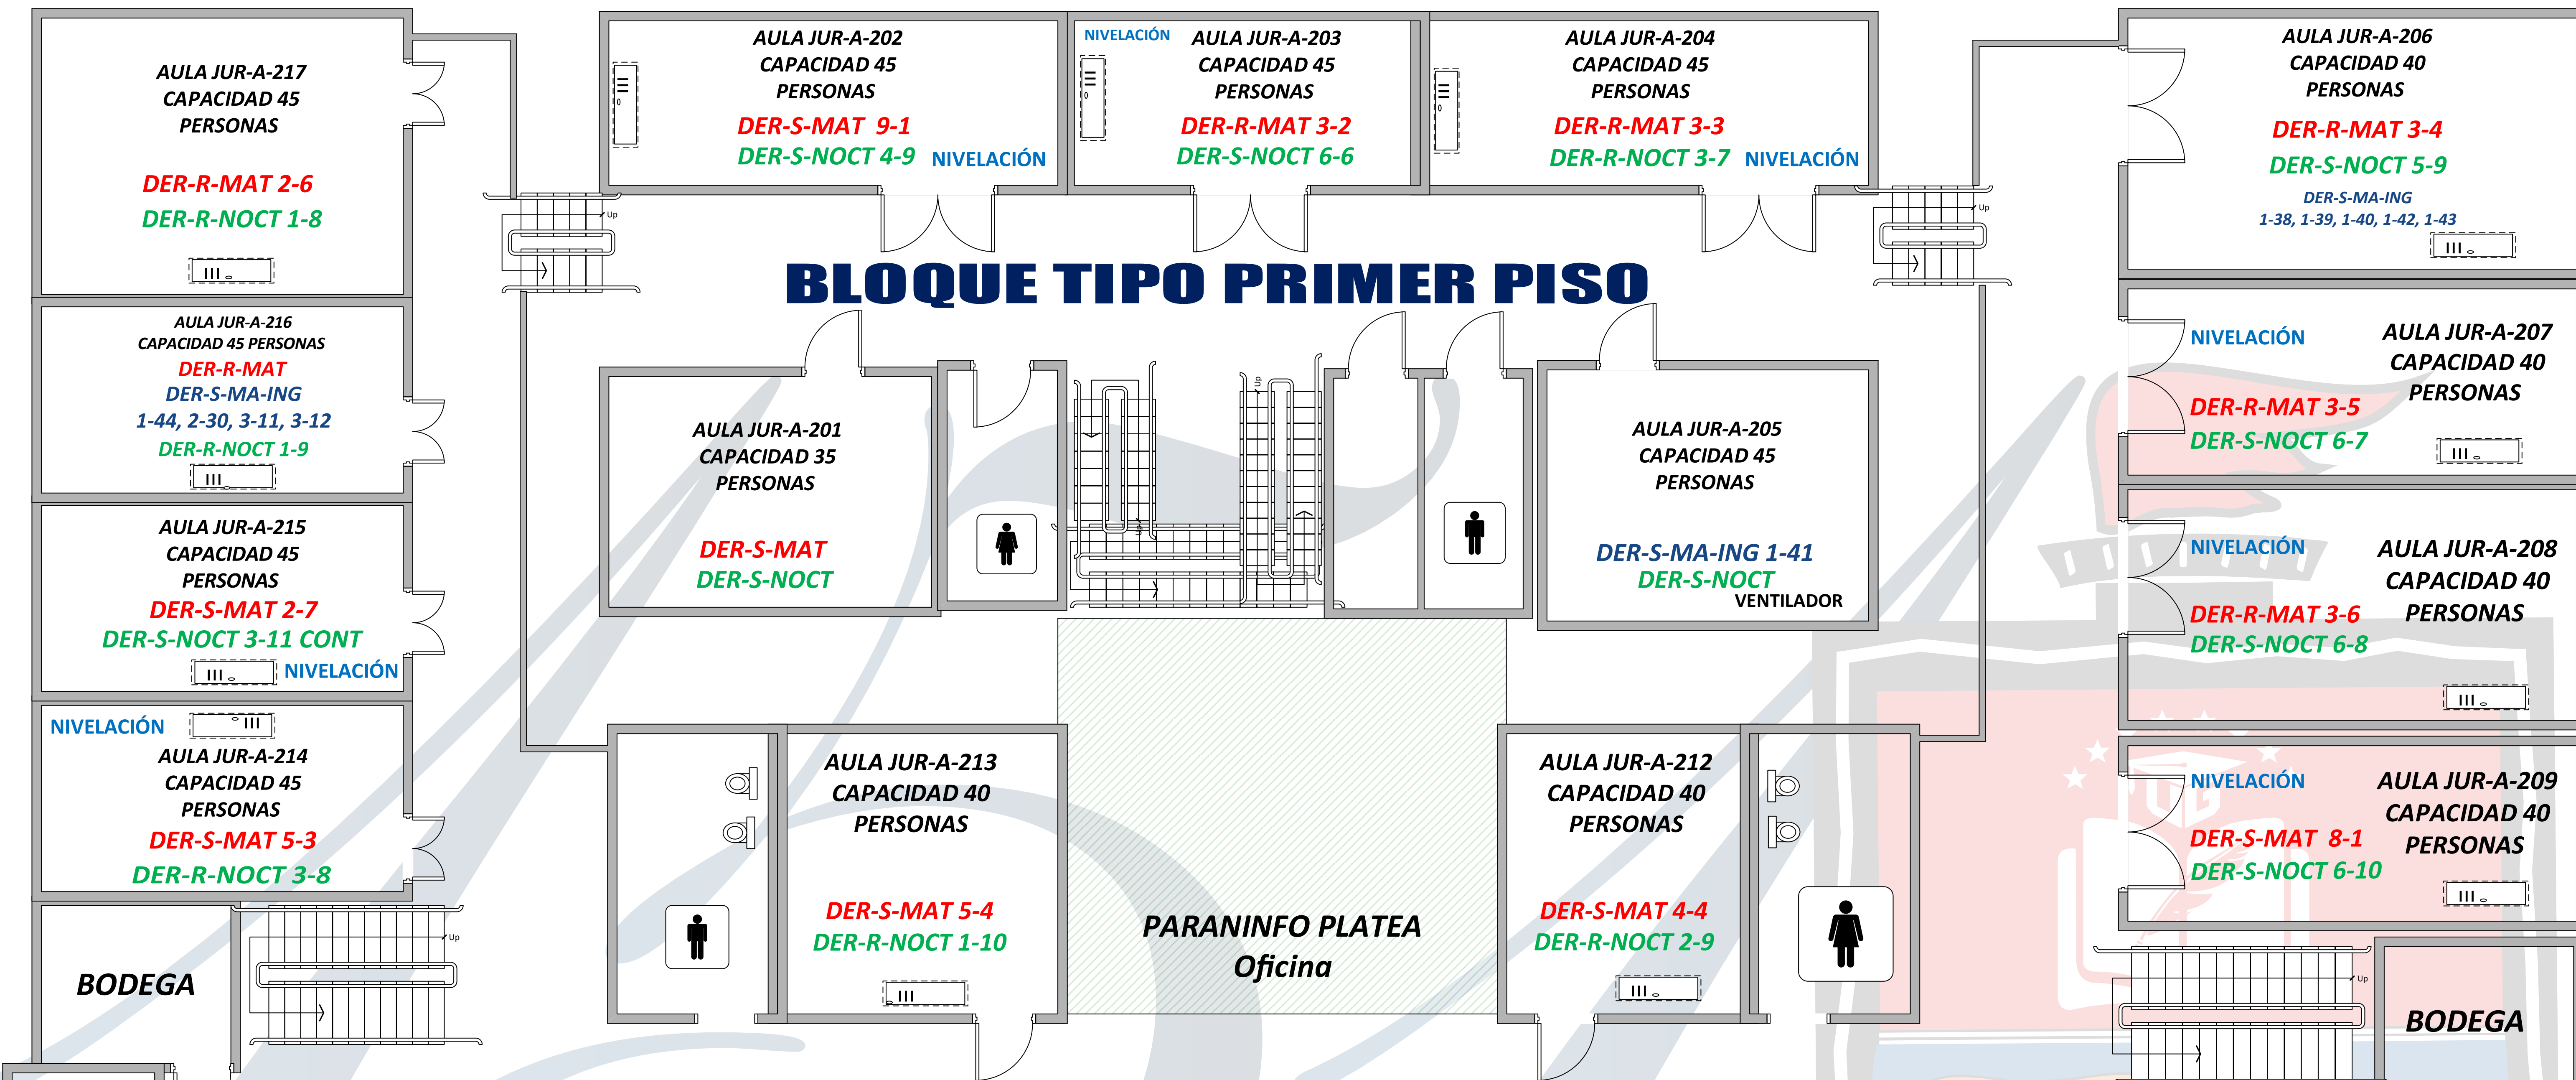 AULA JUR-A-217
CAPACIDAD 45
PERSONAS
DER-R-MAT 2-6
DER-R-NOCT 1-8
AULA JUR-A-202
CAPACIDAD 45
PERSONAS
DER-S-MAT 9-1
DER-S-NOCT 4-9 NIVELACIÓN
NIVELACIÓN
AULA JUR-A-203
CAPACIDAD 45
PERSONAS
DER-R-MAT 3-2
DER-S-NOCT 6-6
AULA JUR-A-204
CAPACIDAD 45
PERSONAS
DER-R-MAT 3-3
DER-R-NOCT 3-7 NIVELACIÓN
AULA JUR-A-206
CAPACIDAD 40
PERSONAS
DER-R-MAT 3-4
DER-S-NOCT 5-9
DER-S-MA-ING
1-38, 1-39, 1-40, 1-42, 1-43
Up
Up
BLOQUE TIPO PRIMER PISO
AULA JUR-A-216
CAPACIDAD 45 PERSONAS
DER-R-MAT
DER-S-MA-ING
1-44, 2-30, 3-11, 3-12
DER-R-NOCT 1-9
AULA JUR-A-201
CAPACIDAD 35
PERSONAS
DER-S-MAT
DER-S-NOCT
Up
Up
AULA JUR-A-205
CAPACIDAD 45
PERSONAS
DER-S-MA-ING 1-41
DER-S-NOCT
VENTILADOR
NIVELACIÓN
AULA JUR-A-207
CAPACIDAD 40
PERSONAS
DER-R-MAT 3-5
DER-S-NOCT 6-7
AULA JUR-A-215
CAPACIDAD 45
PERSONAS
DER-S-MAT 2-7
DER-S-NOCT 3-11 CONT
NIVELACIÓN
NIVELACIÓN
AULA JUR-A-208
CAPACIDAD 40
PERSONAS
DER-R-MAT 3-6
DER-S-NOCT 6-8
NIVELACIÓN
AULA JUR-A-214
CAPACIDAD 45
PERSONAS
DER-S-MAT 5-3
DER-R-NOCT 3-8
AULA JUR-A-213
CAPACIDAD 40
PERSONAS
DER-S-MAT 5-4
DER-R-NOCT 1-10
PARANINFO PLATEA
Oficina
AULA JUR-A-212
CAPACIDAD 40
PERSONAS
DER-S-MAT 4-4
DER-R-NOCT 2-9
NIVELACIÓN
AULA JUR-A-209
CAPACIDAD 40
PERSONAS
DER-S-MAT 8-1
DER-S-NOCT 6-10
BODEGA
Up
Up
BODEGA